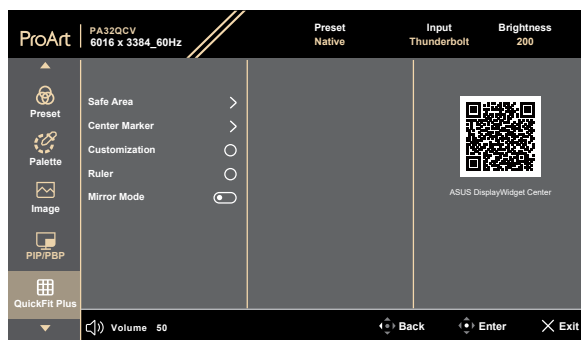 ProArt
PA32QCV
6016 x 3384_60Hz
Preset
Native
Input
Thunderbolt
Brightness
200
Preset
Palette
Image
PIP/PBP
QuickFit Plus
Safe Area
Center Marker
Customization
Ruler
Mirror Mode
ASUS DisplayWidget Center
Volume 50
Back
Enter
Exit